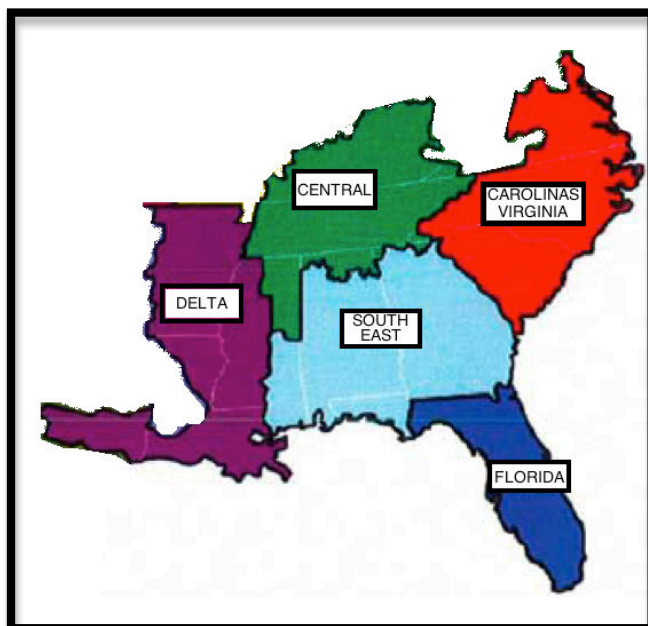 CENTRAL
CAROLINAS
VIRGINIA
DELTA
SOUTH
EAST
FLORIDA